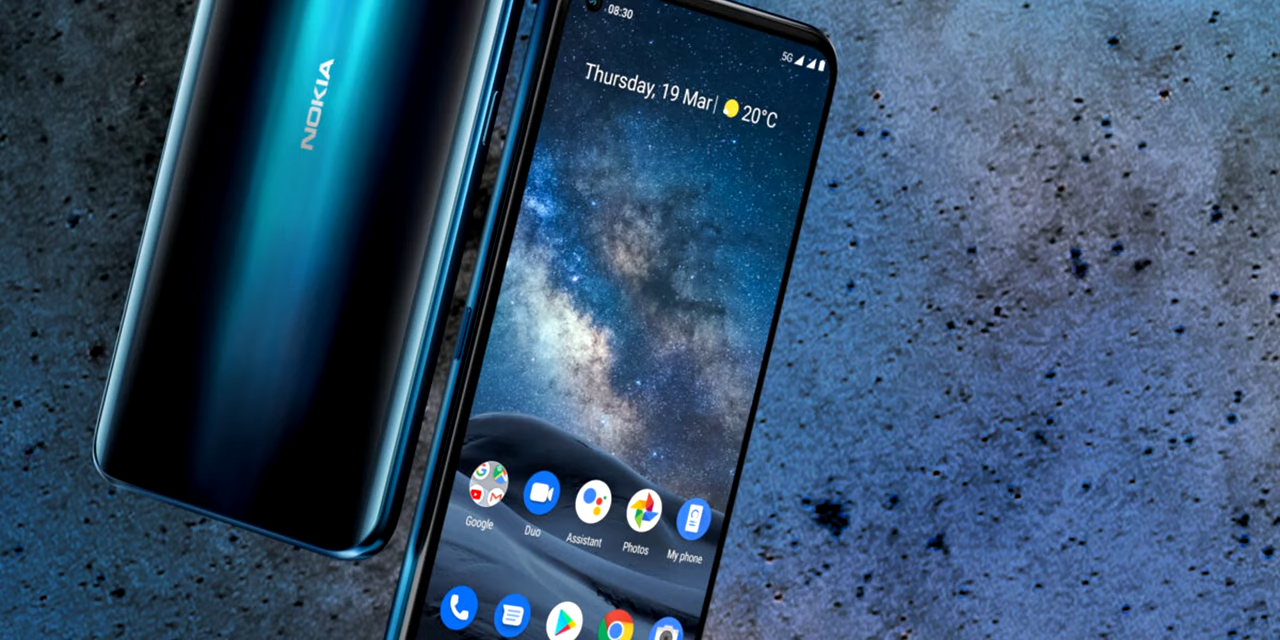 NOKIA
08:30
5G
Thursday, 19 Mar| 20°C
Google
Duo
Assistant
Photos
My phone